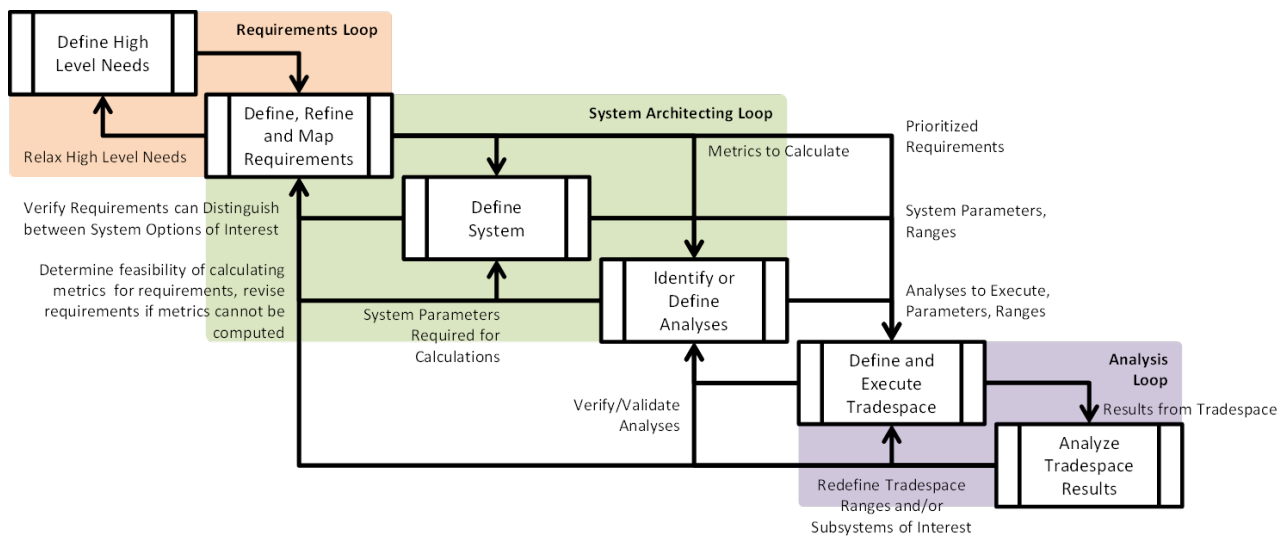 Requirements Loop
Define High
Level Needs
Define, Refine
and Map
Requirements
System Architecting Loop
Prioritized
Requirements
Relax High Level Needs
Metrics to Calculate
Verify Requirements can Distinguish
between System Options of Interest
Define
System
System Parameters,
Ranges
Determine feasibility of calculating
metrics for requirements, revise
requirements if metrics cannot be
computed
Identify or
Define
Analyses
Analyses to Execute,
Parameters, Ranges
System Parameters
Required for
Calculations
Define and
Execute
Tradespace
Analysis
Loop
Verify/Validate
Analyses
Results from Tradespace
Analyze
Tradespace
Results
Redefine Tradespace
Ranges and/or
Subsystems of Interest